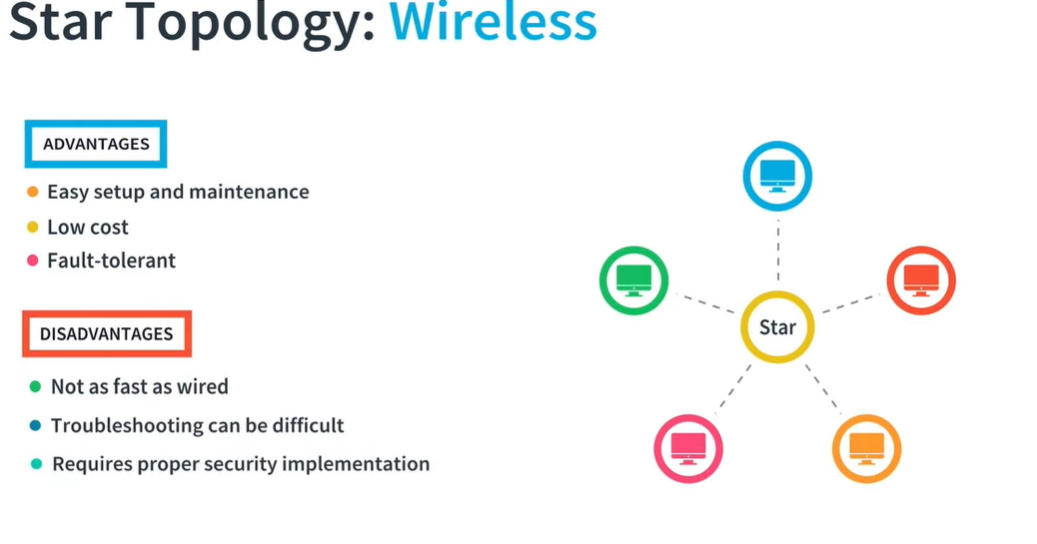 Star Topology: Wireless
ADVANTAGES
Easy setup and maintenance
Low cost
Fault-tolerant
DISADVANTAGES
Not as fast as wired
Troubleshooting can be difficult
Requires proper security implementation
Star